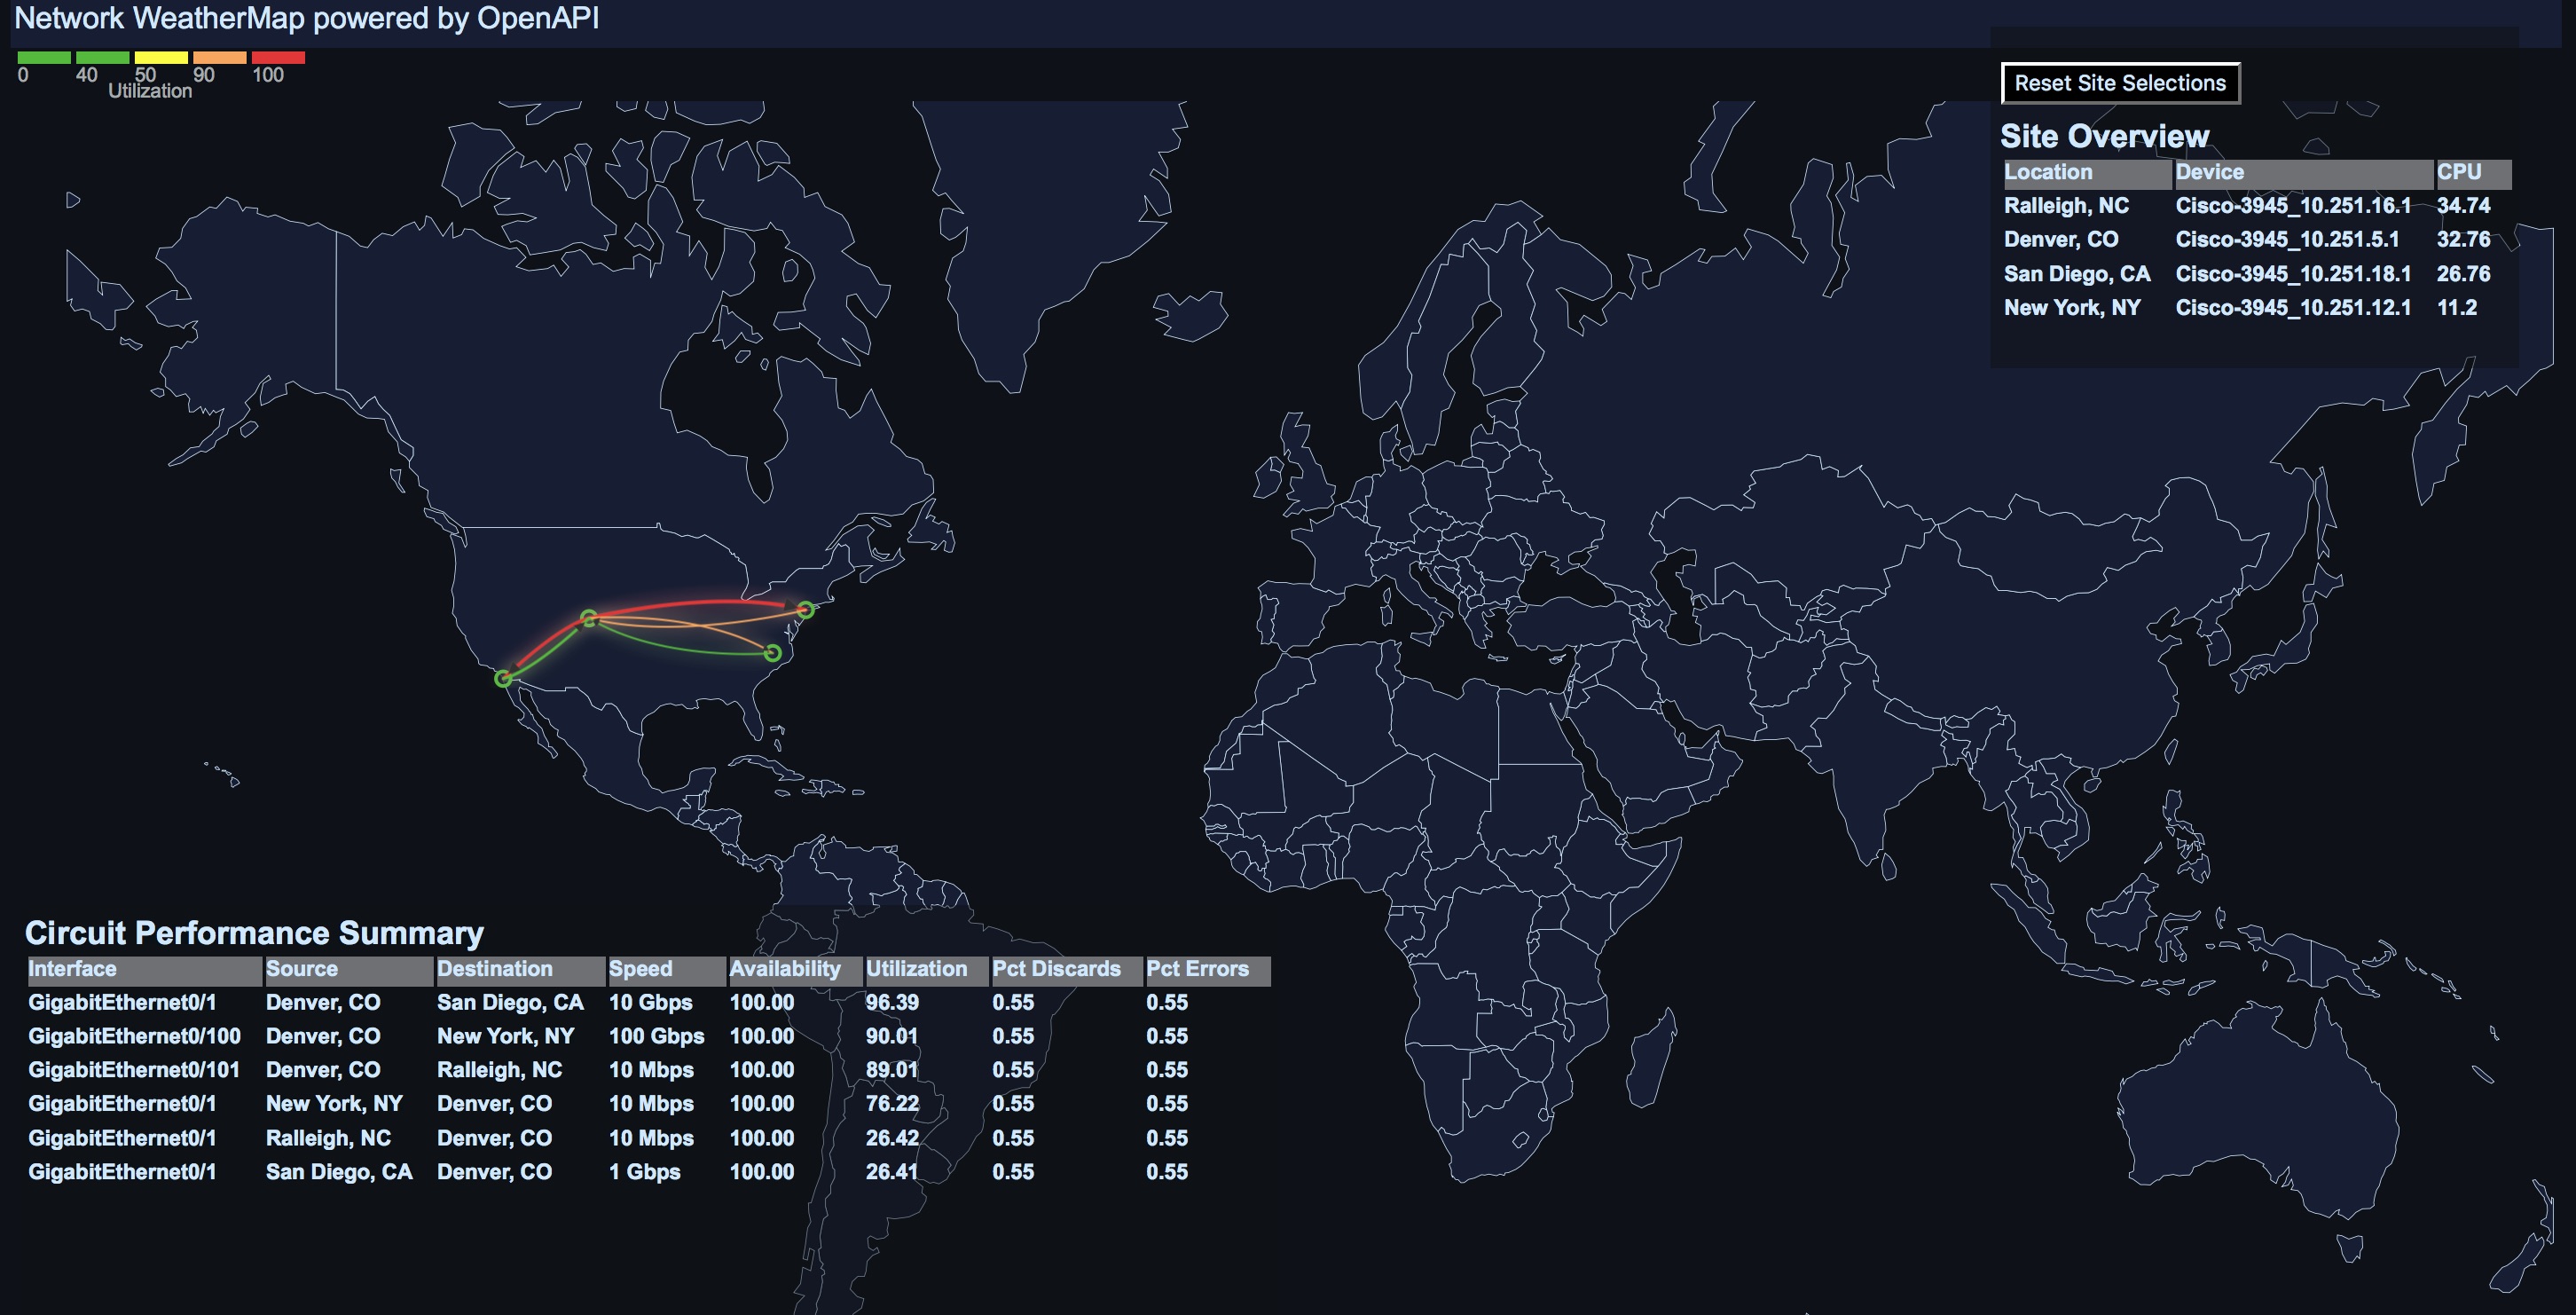 Network WeatherMap powered by OpenAPI
0 40 50 90 100
Utilization
Reset Site Selections
Site Overview
Location Device CPU
Ralleigh, NC Cisco-3945_10.251.16.1 34.74
Denver, CO Cisco-3945_10.251.5.1 32.76
San Diego, CA Cisco-3945_10.251.18.1 26.76
New York, NY Cisco-3945_10.251.12.1 11.2
Circuit Performance Summary
Interface Source Destination Speed Availability Utilization Pct Discards Pct Errors
GigabitEthernet0/1 Denver, CO San Diego, CA 10 Gbps 100.00 96.39 0.55 0.55
GigabitEthernet0/100 Denver, CO New York, NY 100 Gbps 100.00 90.01 0.55 0.55
GigabitEthernet0/101 Denver, CO Ralleigh, NC 10 Mbps 100.00 89.01 0.55 0.55
GigabitEthernet0/1 New York, NY Denver, CO 10 Mbps 100.00 76.22 0.55 0.55
GigabitEthernet0/1 Ralleigh, NC Denver, CO 10 Mbps 100.00 26.42 0.55 0.55
GigabitEthernet0/1 San Diego, CA Denver, CO 1 Gbps 100.00 26.41 0.55 0.55